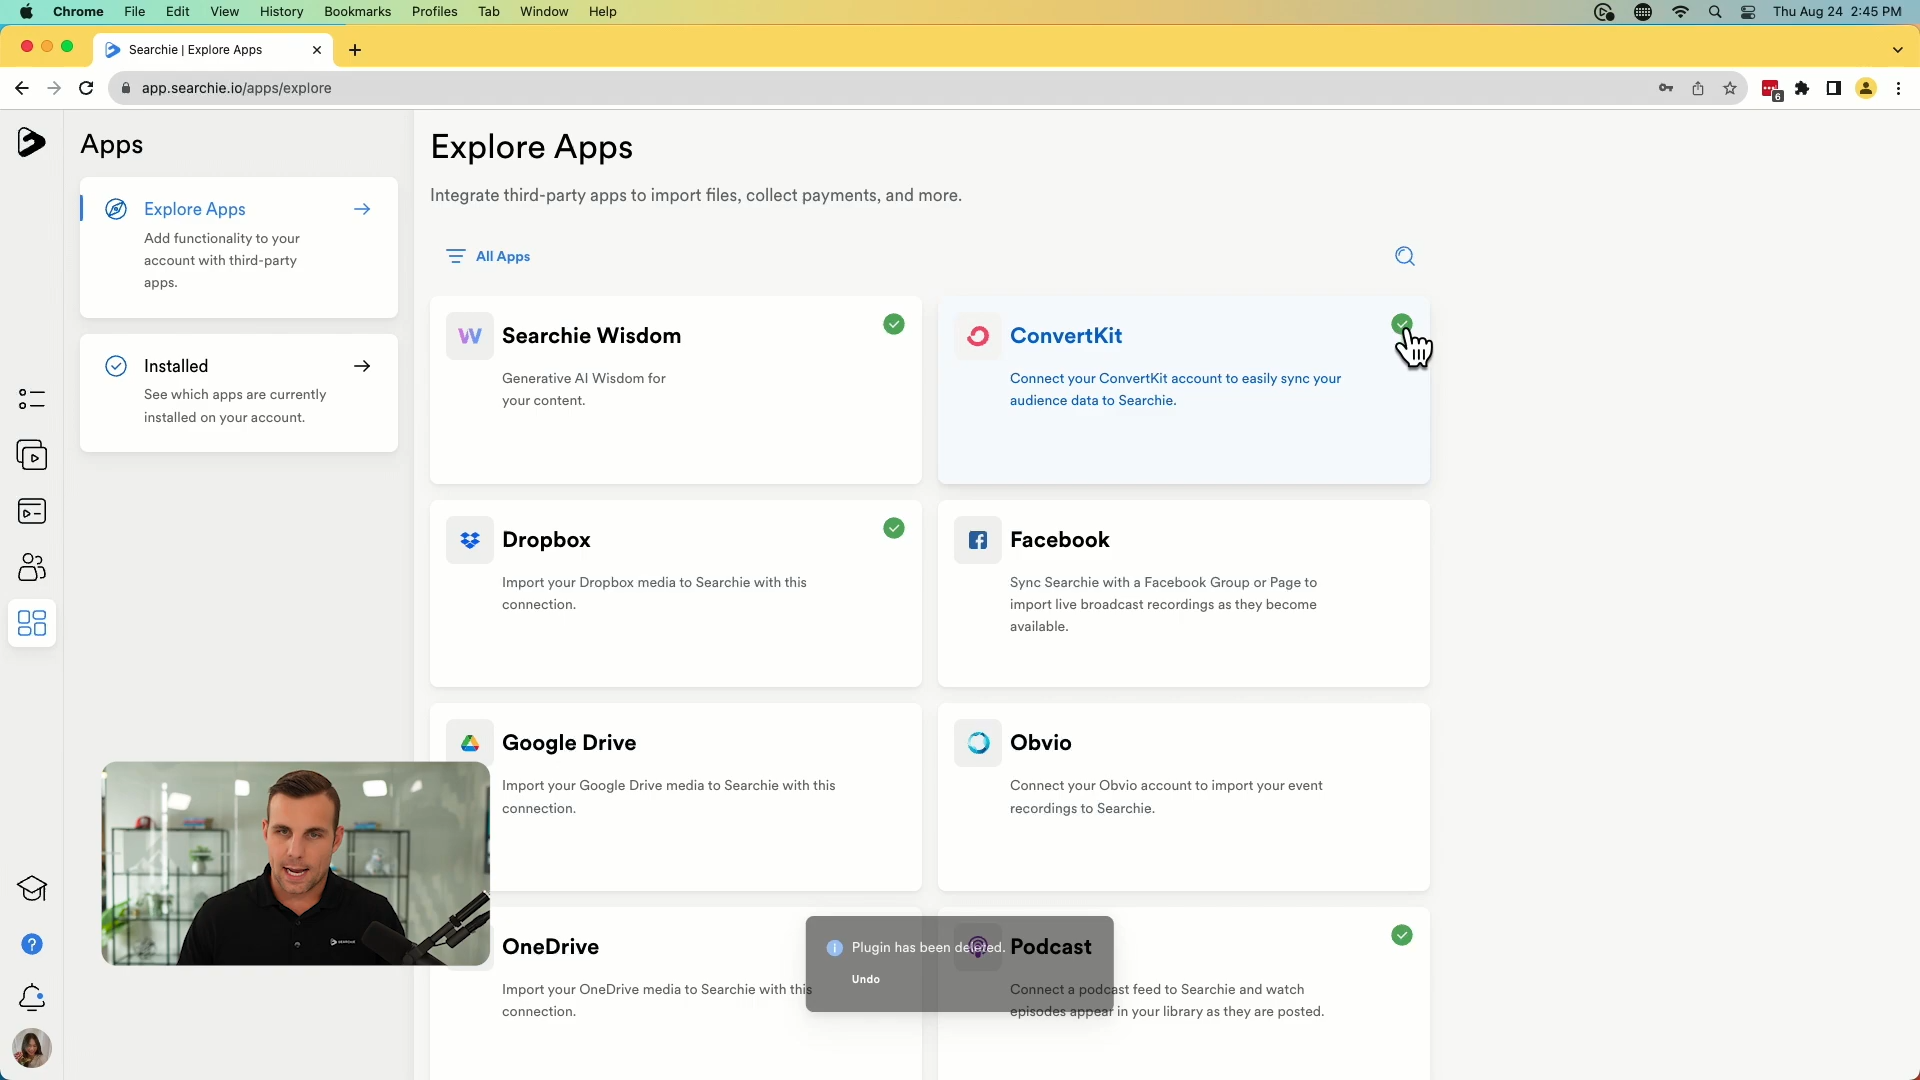 Chrome File Edit View History Bookmarks Profiles Tab Window Help
Thu Aug 24 2:45 PM
Searchie | Explore Apps
app.searchie.io/apps/explore
6
Apps
Explore Apps
Add functionality to your
account with third-party
apps.
Installed
See which apps are currently
installed on your account.
Explore Apps
Integrate third-party apps to import files, collect payments, and more.
All Apps
Searchie Wisdom
Generative AI Wisdom for
your content.
ConvertKit
Connect your ConvertKit account to easily sync your
audience data to Searchie.
Dropbox
Import your Dropbox media to Searchie with this
connection.
Facebook
Sync Searchie with a Facebook Group or Page to
import live broadcast recordings as they become
available.
Google Drive
Import your Google Drive media to Searchie with this
connection.
Obvio
Connect your Obvio account to import your event
recordings to Searchie.
OneDrive
Import your OneDrive media to Searchie with this
connection.
Podcast
Connect a podcast feed to Searchie and watch
episodes appear in your library as they are posted.
Plugin has been deleted.
Undo
SEARCHIE